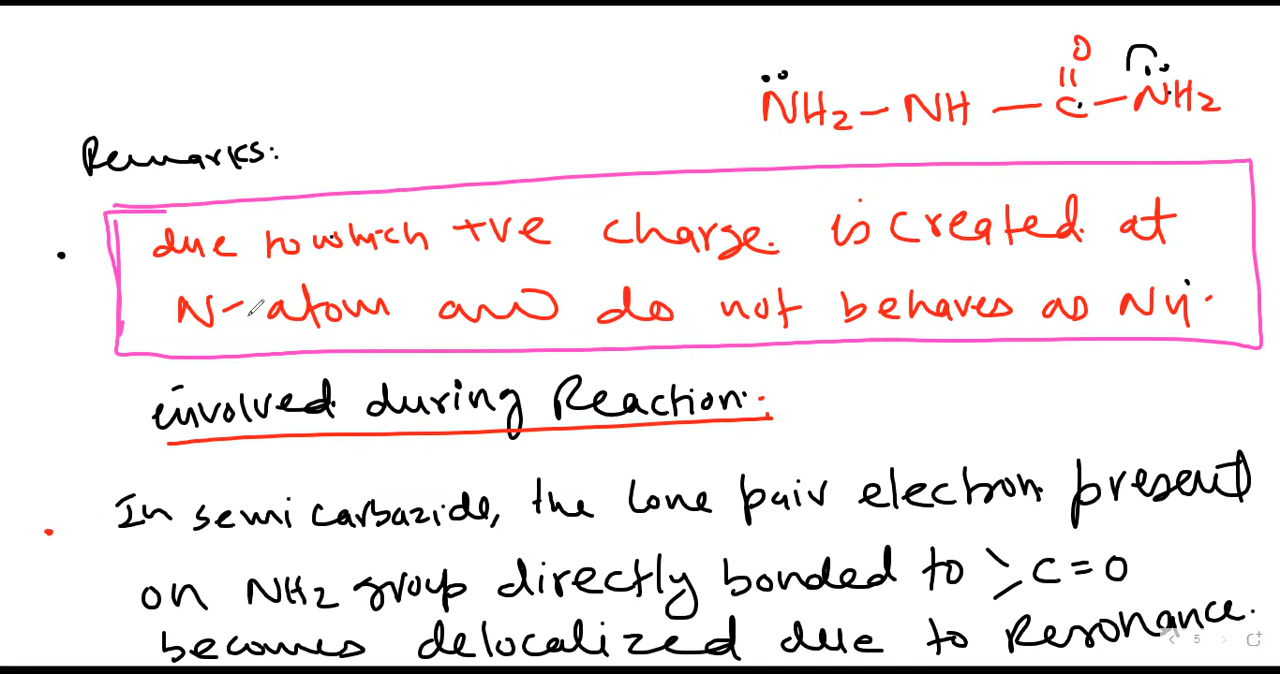 O
NH2 – NH – C – NH2
Remarks:
due to which +ve charge is created at
N-atom and do not behaves as Nü.
involved during Reaction.
In semicarbazide, the lone pair electron present
on NH2 group directly bonded to >C=O
becomes delocalized due to Resonance.
5